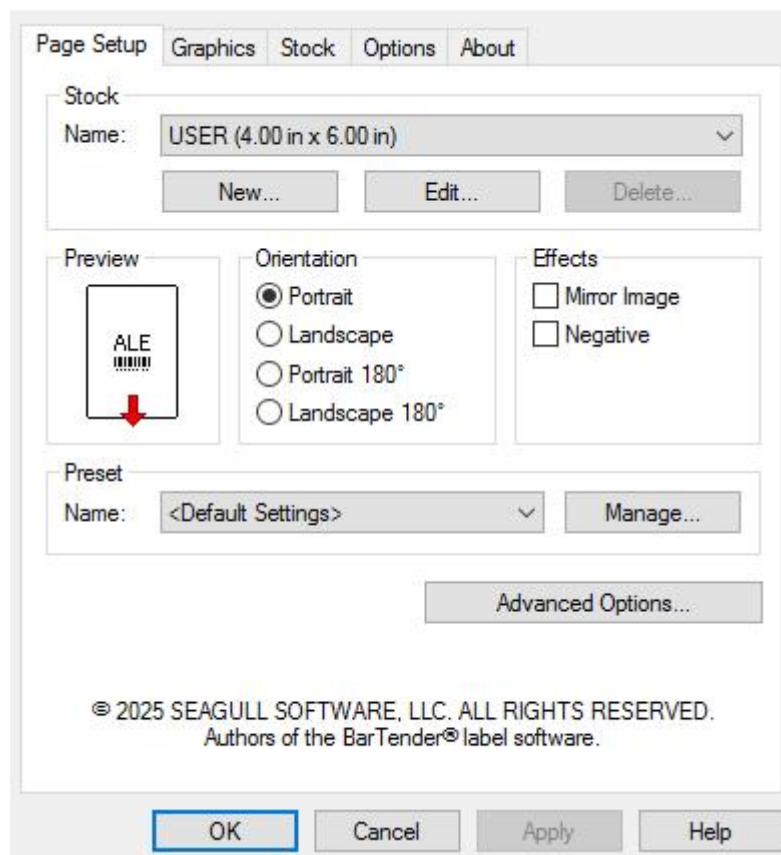 Page Setup Graphics Stock Options About
Stock
Name: USER (4.00 in x 6.00 in)
New... Edit... Delete...
Preview Orientation Effects
Portrait Mirror Image
ALE Landscape Negative
Portrait 180°
Landscape 180°
Preset
Name: <Default Settings> Manage...
Advanced Options...
© 2025 SEAGULL SOFTWARE, LLC. ALL RIGHTS RESERVED.
Authors of the BarTender® label software.
OK Cancel Apply Help